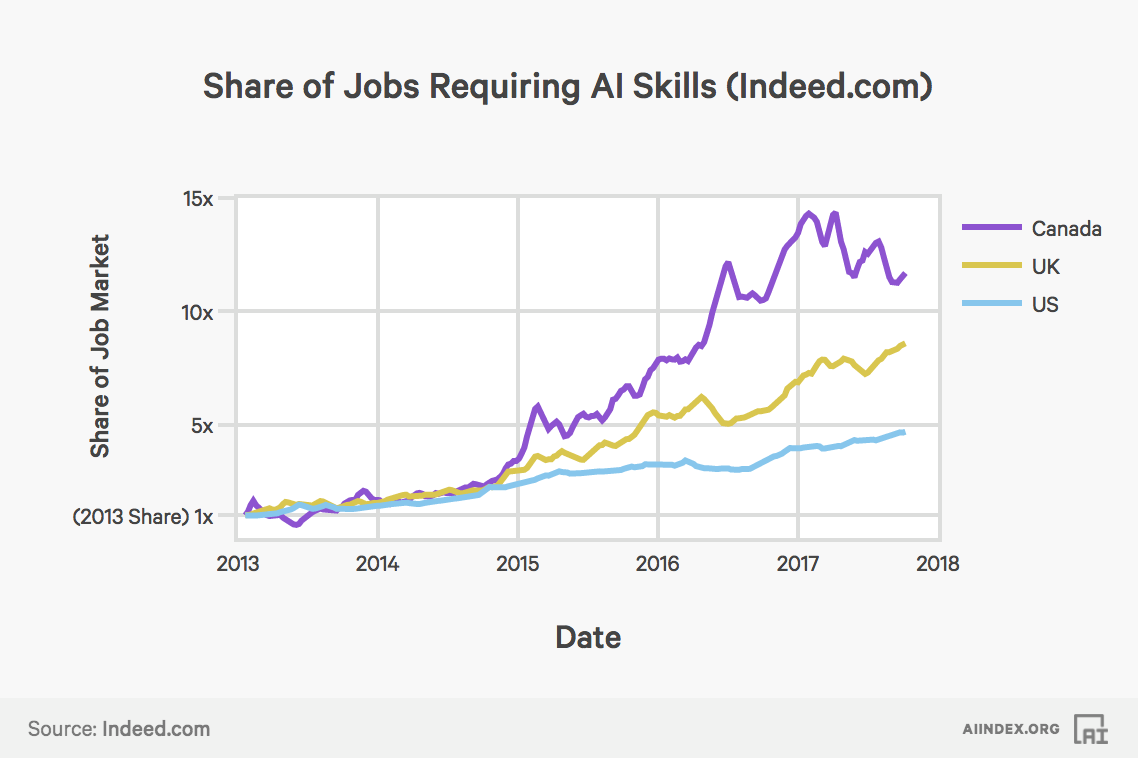 Share of Jobs Requiring AI Skills (Indeed.com)
Share of Job Market
15x
10x
5x
(2013 Share) 1x
2013 2014 2015 2016 2017 2018
Date
Canada
UK
US
Source: Indeed.com
AIINDEX.ORG
AI